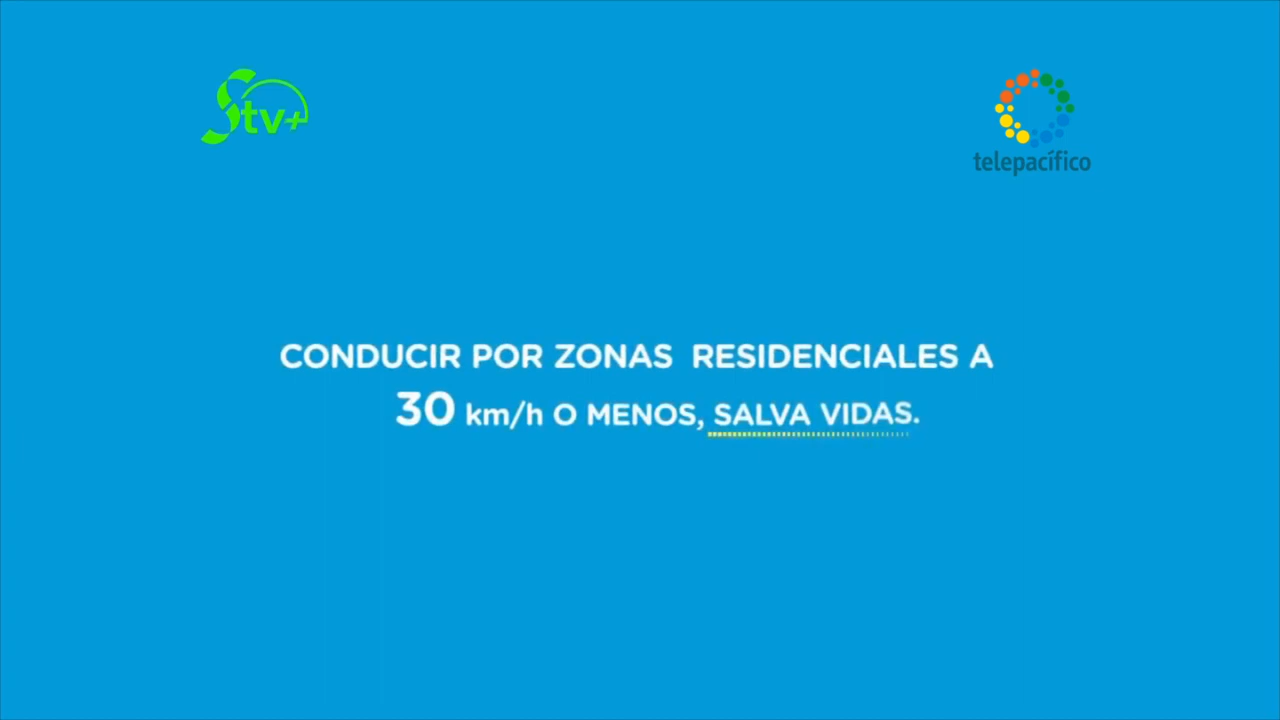 Stv+
telepacífico
CONDUCIR POR ZONAS RESIDENCIALES A
30 km/h O MENOS, SALVA VIDAS.